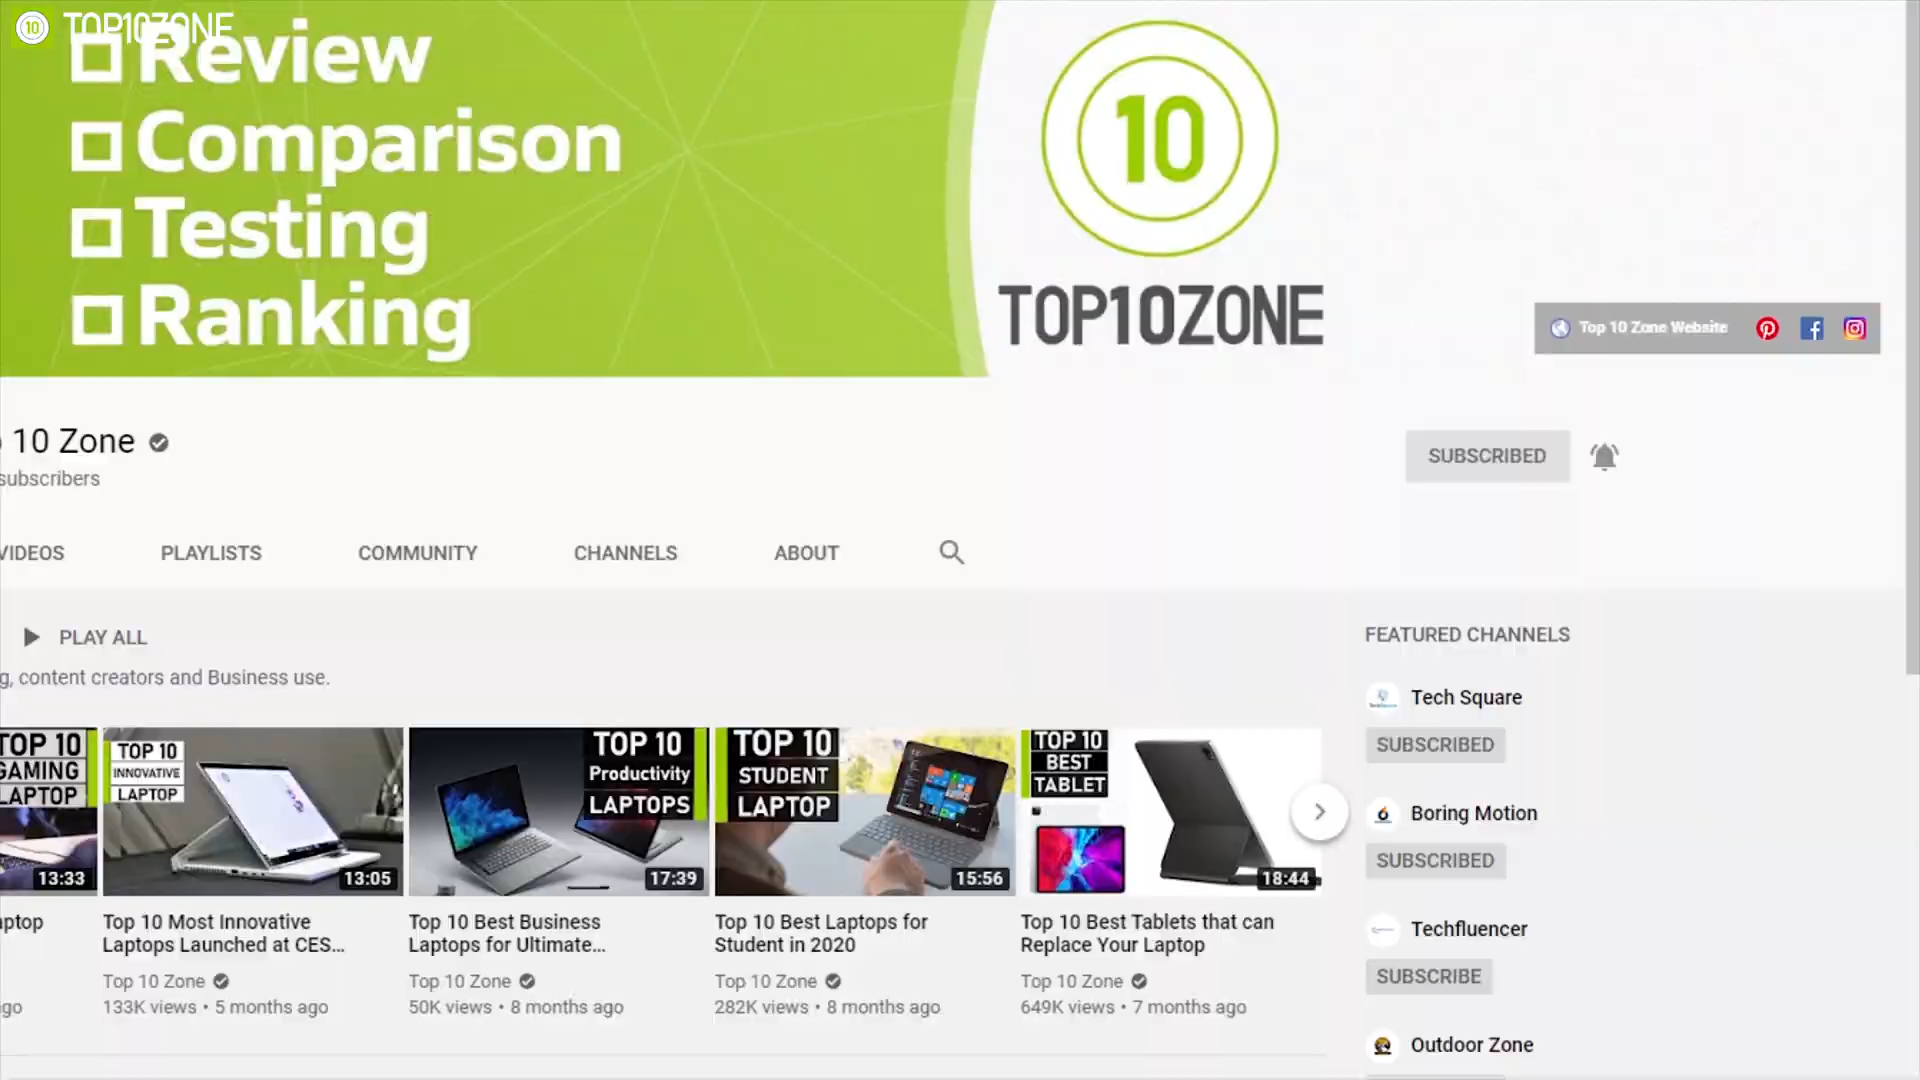 10 TOP10ZONE
Review
Comparison
Testing
Ranking
10
TOP10ZONE
Top 10 Zone Website
10 Zone
subscribers
SUBSCRIBED
VIDEOS
PLAYLISTS
COMMUNITY
CHANNELS
ABOUT
PLAY ALL
g, content creators and Business use.
FEATURED CHANNELS
Tech Square
SUBSCRIBED
Boring Motion
SUBSCRIBED
Techfluencer
SUBSCRIBE
Outdoor Zone
TOP 10
GAMING
LAPTOP
13:33
TOP 10
INNOVATIVE
LAPTOP
13:05
TOP 10
Productivity
LAPTOPS
17:39
TOP 10
STUDENT
LAPTOP
15:56
TOP 10
BEST
TABLET
18:44
ptop
go
Top 10 Most Innovative
Laptops Launched at CES...
Top 10 Zone
133K views • 5 months ago
Top 10 Best Business
Laptops for Ultimate...
Top 10 Zone
50K views • 8 months ago
Top 10 Best Laptops for
Student in 2020
Top 10 Zone
282K views • 8 months ago
Top 10 Best Tablets that can
Replace Your Laptop
Top 10 Zone
649K views • 7 months ago